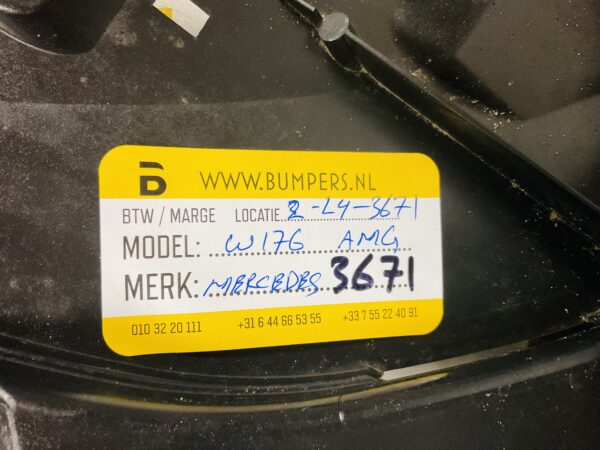 B WWW.BUMPERS.NL
BTW / MARGE LOCATIE 2-L4-3671
MODEL: W176 AMG
MERK: MERCEDES 3671
010 32 20 111 +31 6 44 66 53 55 +33 7 55 22 40 91